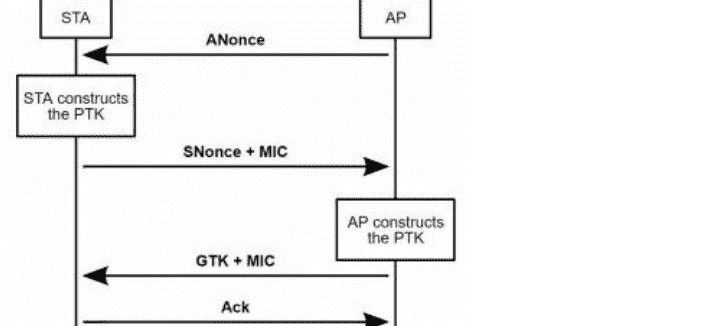 STA
AP
ANonce
STA constructs
the PTK
SNonce + MIC
AP constructs
the PTK
GTK + MIC
Ack